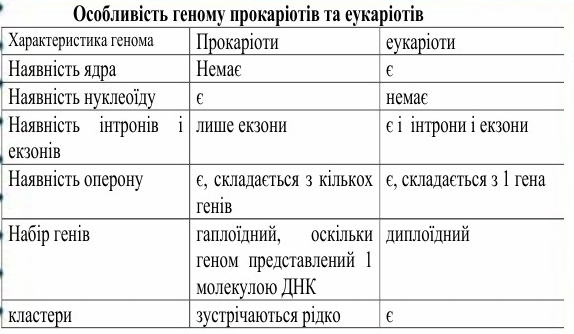 Особливість геному прокаріотів та еукаріотів
Характеристика генома Прокаріоти еукаріоти
Наявність ядра Немає є
Наявність нуклеоїду є немає
Наявність інтронів і екзонів лише екзони є і інтрони і екзони
Наявність оперону є, складається з кількох генів є, складається з 1 гена
Набір генів гаплоїдний, оскільки геном представлений 1 молекулою ДНК диплоїдний
кластери зустрічаються рідко є